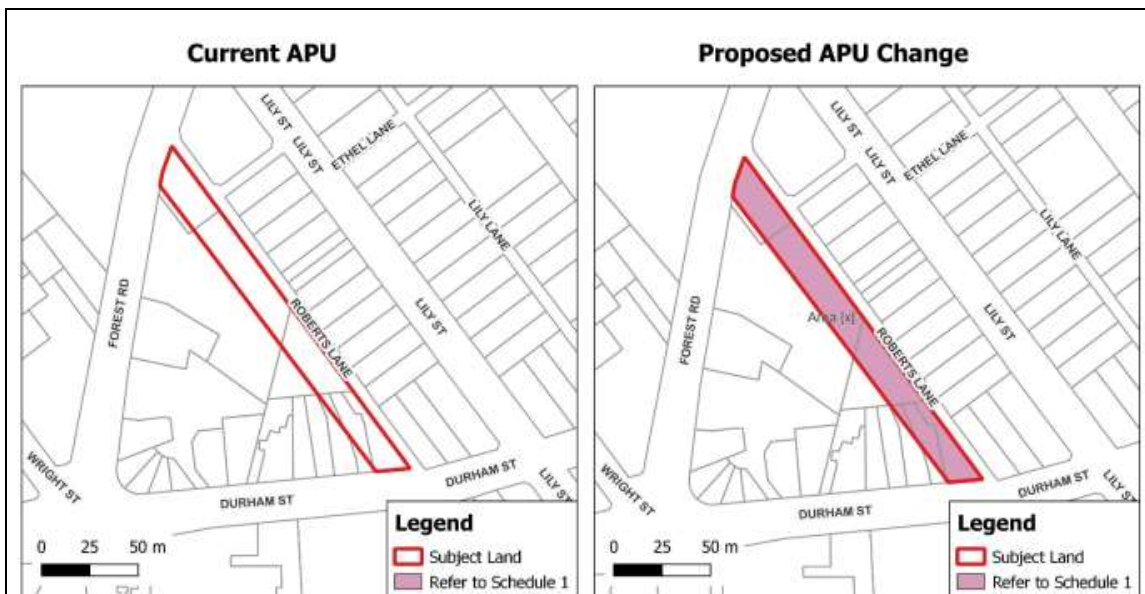 Current APU
LILY ST
LILY ST
ETHEL LANE
LILY LANE
FOREST RD
ROBERTS LANE
LILY ST
WRIGHT ST
DURHAM ST
DURHAM ST
LILY ST
Legend
0 25 50 m
Subject Land
Refer to Schedule 1
Proposed APU Change
LILY ST
LILY ST
ETHEL LANE
LILY LANE
FOREST RD
Area [x]
ROBERTS LANE
LILY ST
WRIGHT ST
DURHAM ST
DURHAM ST
LILY ST
Legend
0 25 50 m
Subject Land
Refer to Schedule 1